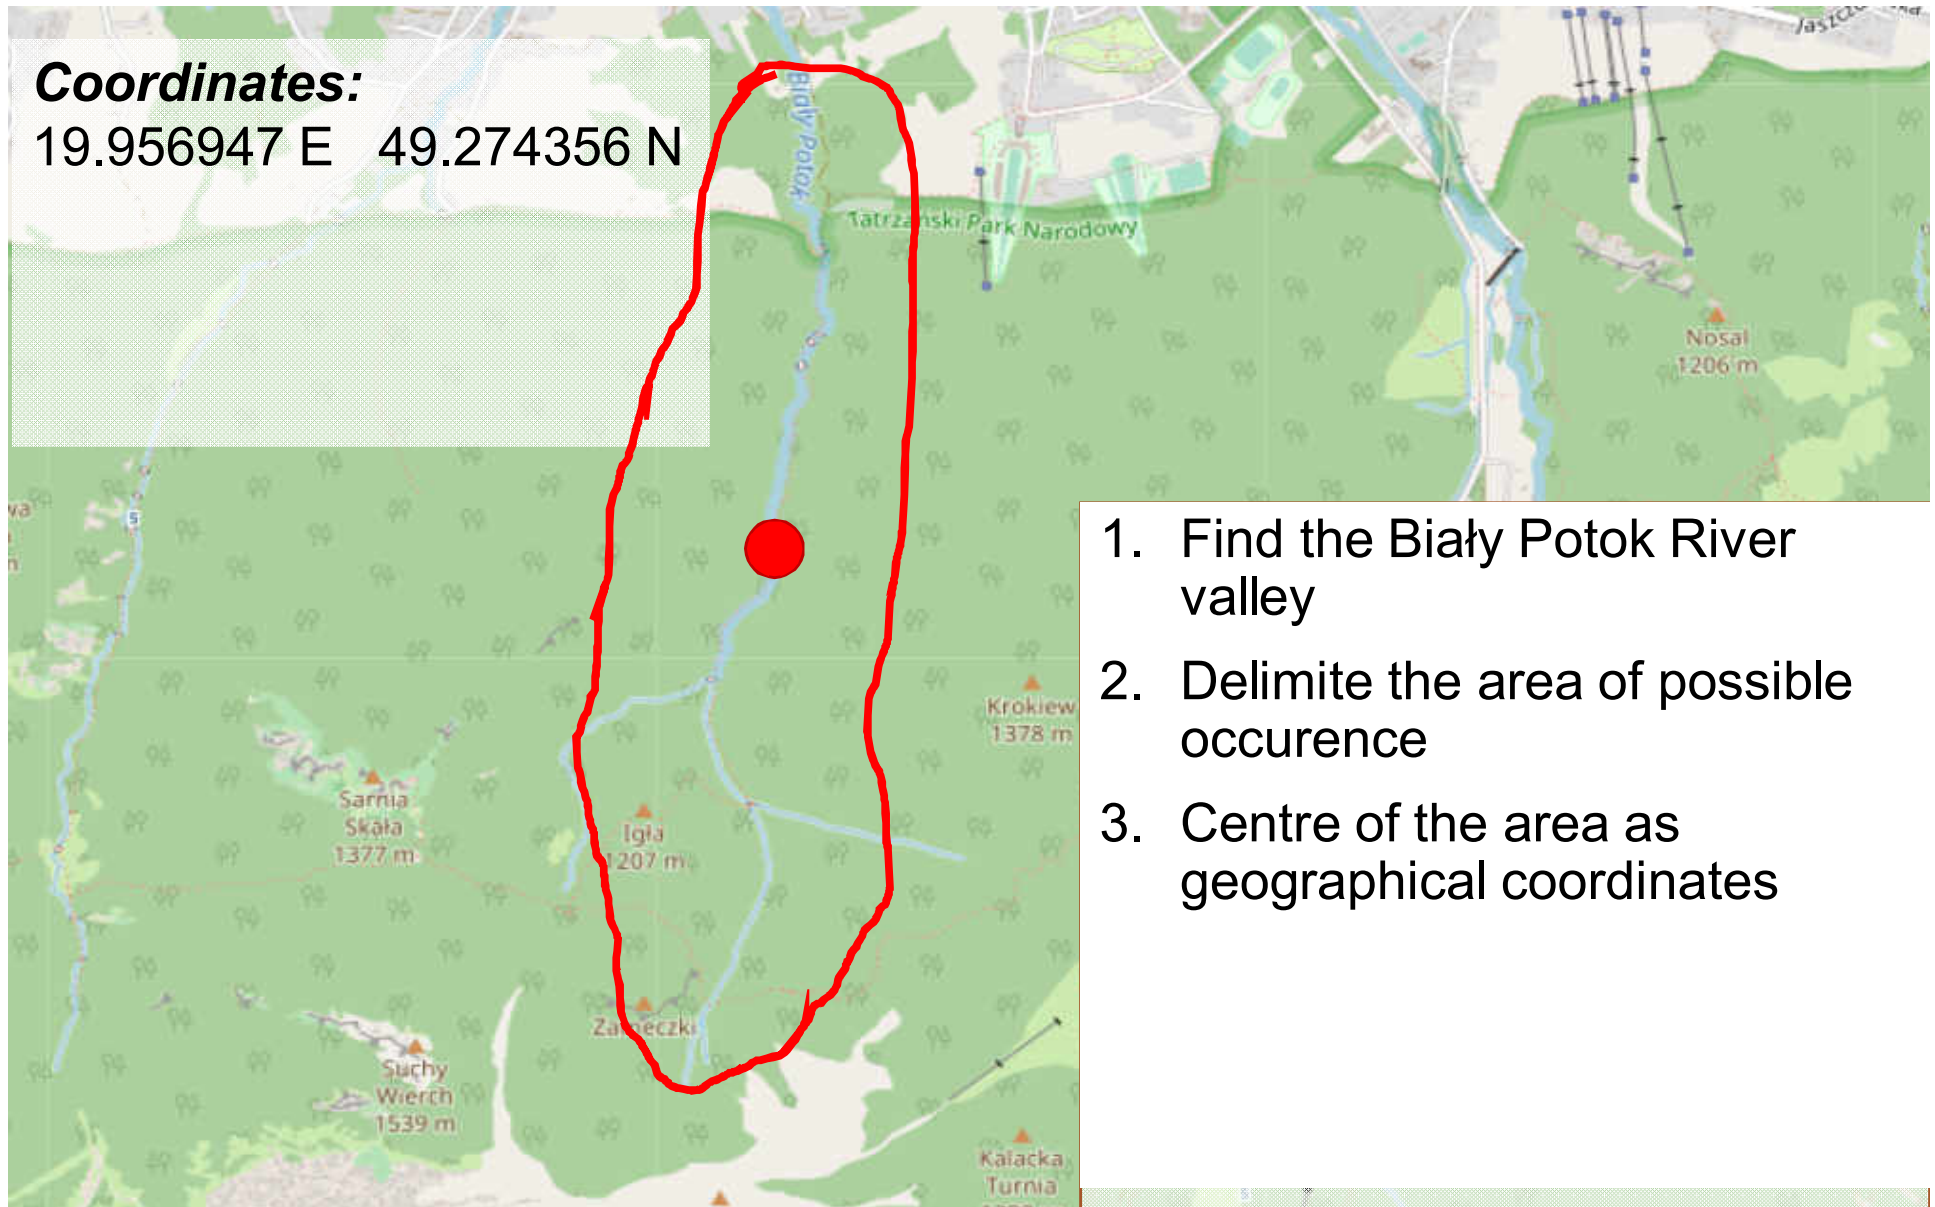 Coordinates:
19.956947 E 49.274356 N
Biały Potok
Tatrzański Park Narodowy
Nosal
1206 m
5
1. Find the Biały Potok River
valley
2. Delimite the area of possible
occurence
3. Centre of the area as
geographical coordinates
Krokiew
1378 m
Sarnia
Skała
1377 m
Igła
1207 m
Suchy
Wierch
1539 m
Kalacka
Turnia